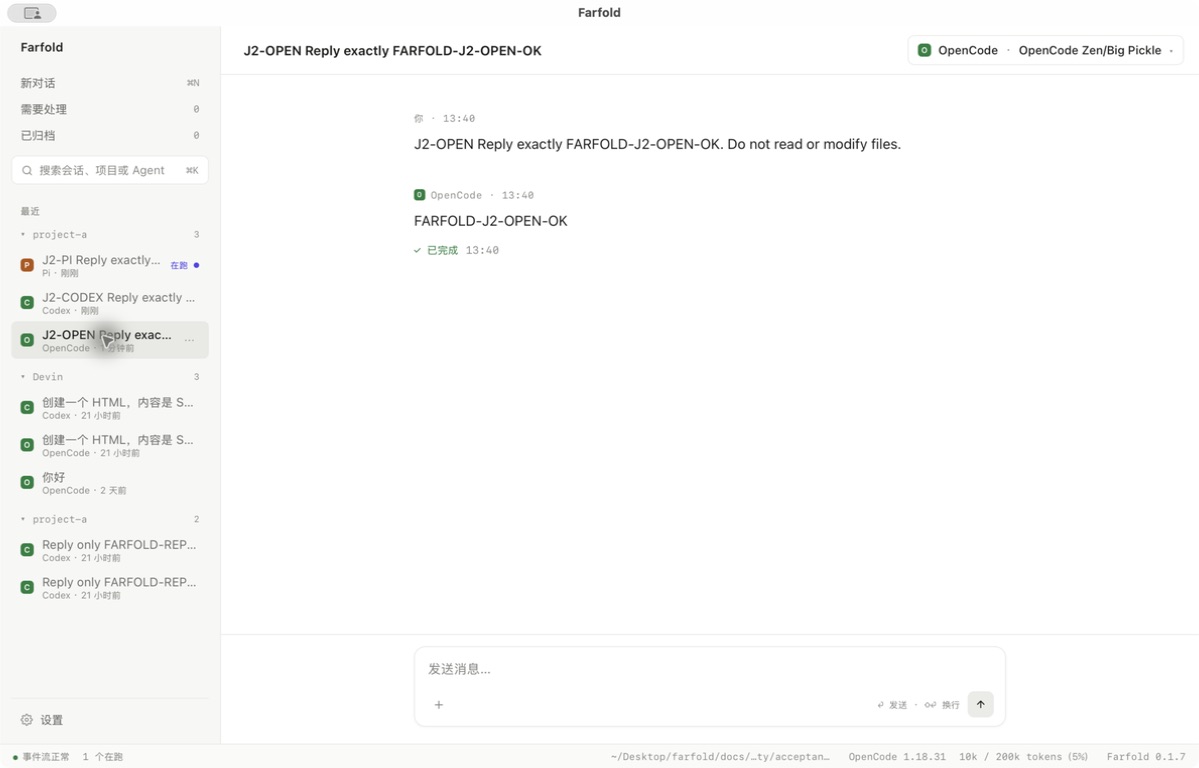 Farfold
Farfold
新对话 ⌘N
需要处理 0
已归档 0
搜索会话、项目或 Agent ⌘K
最近
project-a 3
P J2-PI Reply exactly... 在跑
Pi · 刚刚
C J2-CODEX Reply exactly ...
Codex · 刚刚
O J2-OPEN Reply exac... ...
OpenCode · 分钟前
Devin 3
C 创建一个 HTML，内容是 S...
Codex · 21 小时前
O 创建一个 HTML，内容是 S...
OpenCode · 21 小时前
O 你好
OpenCode · 2 天前
project-a 2
C Reply only FARFOLD-REP...
Codex · 21 小时前
C Reply only FARFOLD-REP...
Codex · 21 小时前
设置
J2-OPEN Reply exactly FARFOLD-J2-OPEN-OK
O OpenCode · OpenCode Zen/Big Pickle
你 · 13:40
J2-OPEN Reply exactly FARFOLD-J2-OPEN-OK. Do not read or modify files.
O OpenCode · 13:40
FARFOLD-J2-OPEN-OK
✓ 已完成 13:40
发送消息...
+ 发送 · 换行
事件流正常 1 个在跑
~/Desktop/farfold/docs/…ty/acceptan… OpenCode 1.18.31 10k / 200k tokens (5%) Farfold 0.1.7